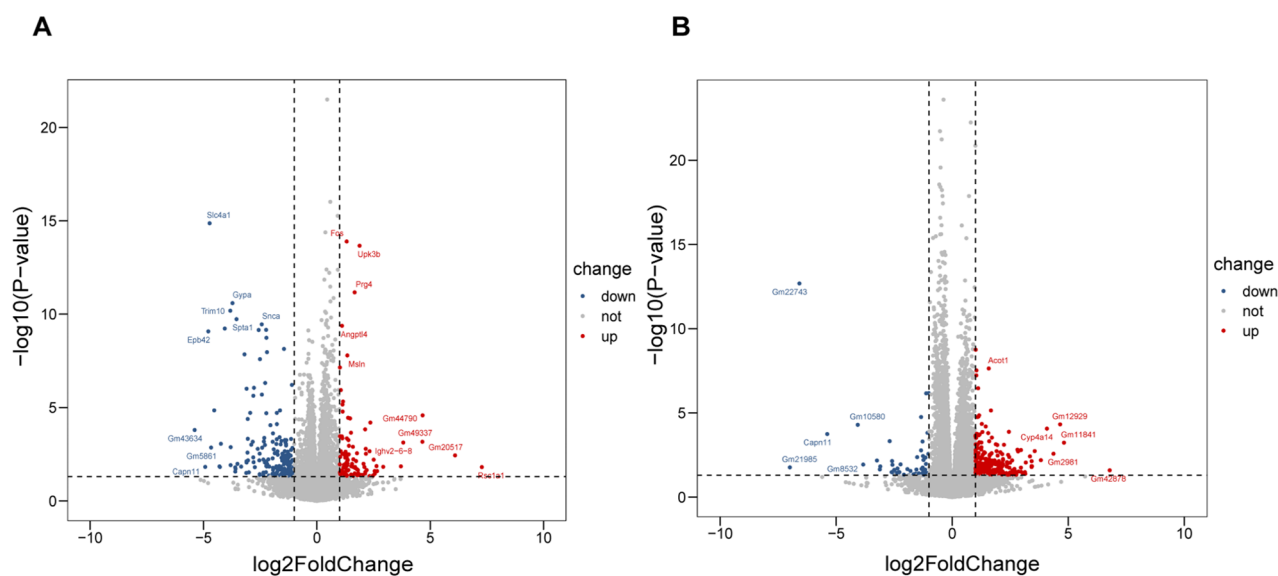 A
B
−log10(P−value)
20
15
10
5
0
Slc4a1
Fos
Upk3b
Gypa
Prg4
Trim10
Spta1
Snca
Epb42
Angptl4
Msln
Gm44790
Gm43634
Gm49337
Gm5861
Ighv2−6−8
Gm20517
Capn11
−10
−5
0
5
10
log2FoldChange
change
down
not
up
−log10(P−value)
20
15
10
5
0
Gm22743
Acot1
Gm10580
Gm12929
Capn11
Cyp4a14
Gm11841
Gm21985
Gm8532
Gm2981
Gm42878
−10
−5
0
5
10
log2FoldChange
change
down
not
up